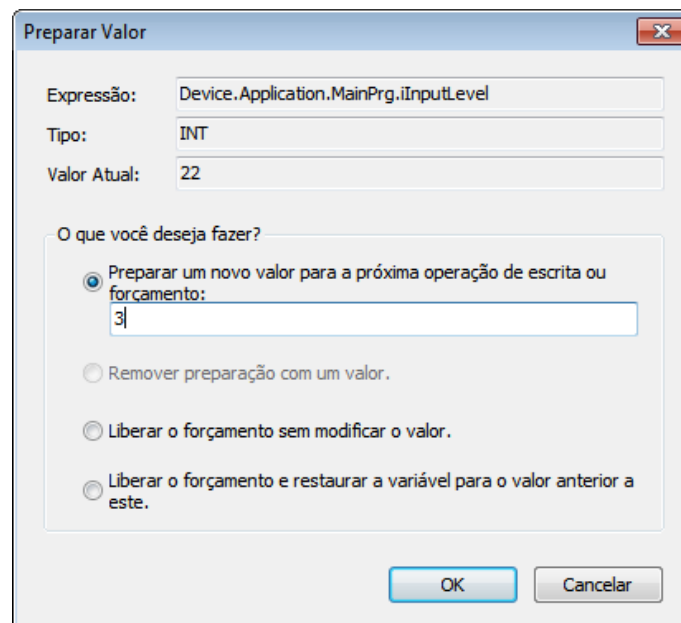 Preparar Valor
Expressão: Device.Application.MainPrg.iInputLevel
Tipo: INT
Valor Atual: 22
O que você deseja fazer?
Preparar um novo valor para a próxima operação de escrita ou
forçamento:
3
Remover preparação com um valor.
Liberar o forçamento sem modificar o valor.
Liberar o forçamento e restaurar a variável para o valor anterior a
este.
OK Cancelar